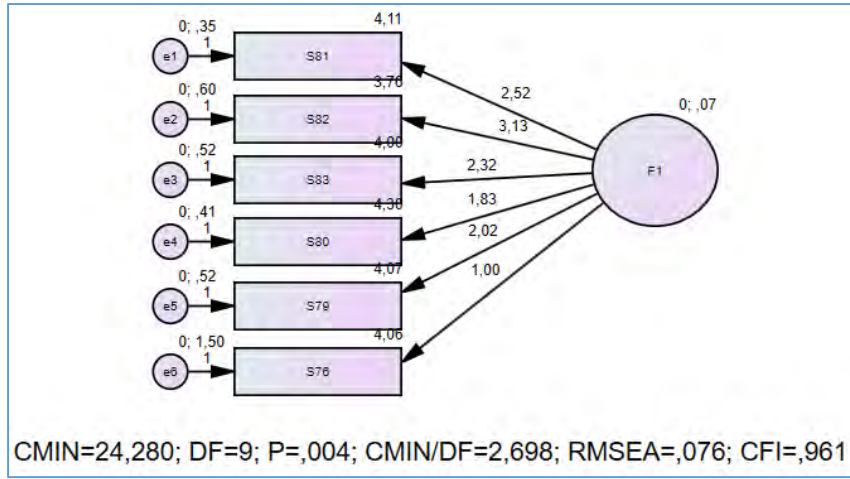 4,11
0; ,35
1
e1
S81
3,76
0; ,60
1
e2
S82
4,00
0; ,52
1
e3
S83
4,30
0; ,41
1
e4
S80
4,07
0; ,52
1
e5
S79
4,06
0; 1,50
1
e6
S76
2,52
3,13
2,32
1,83
2,02
1,00
0; ,07
F1
CMIN=24,280; DF=9; P=,004; CMIN/DF=2,698; RMSEA=,076; CFI=,961